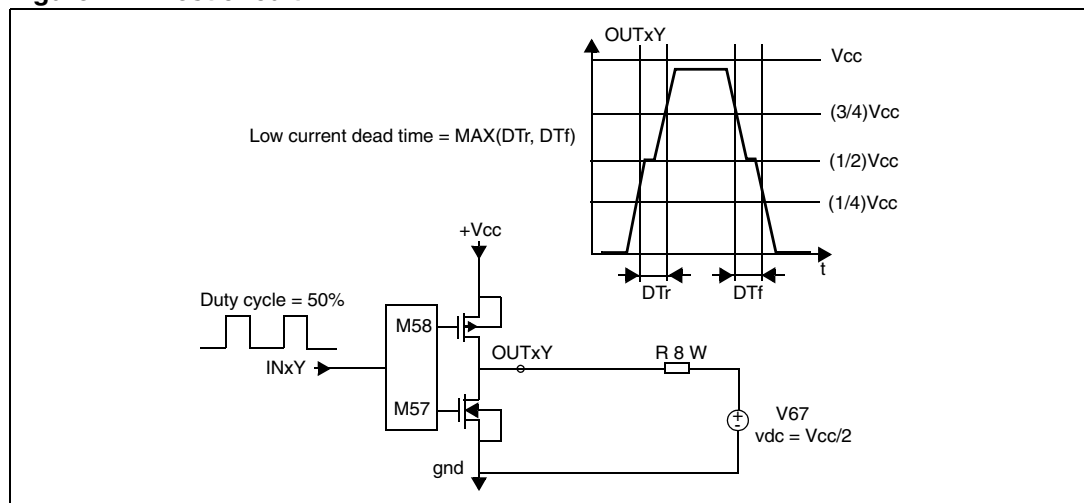 OUTxY
Vcc
Low current dead time = MAX(DTr, DTf)
(3/4)Vcc
(1/2)Vcc
(1/4)Vcc
t
DTr
DTf
+Vcc
Duty cycle = 50%
M58
INxY
OUTxY
R 8 W
M57
V67
vdc = Vcc/2
gnd